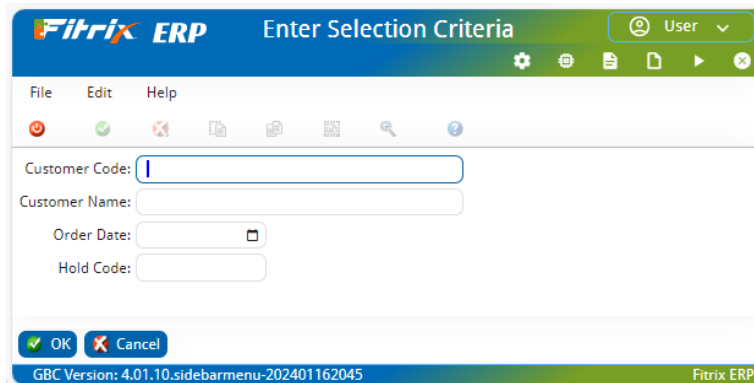 Fitrix ERP Enter Selection Criteria User
File Edit Help
Customer Code:
Customer Name:
Order Date:
Hold Code:
OK Cancel
GBC Version: 4.01.10.sidebarmenu-202401162045 Fitrix ERP